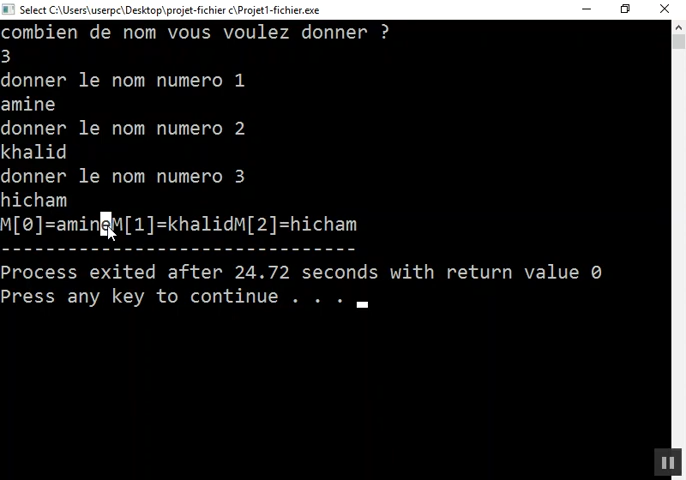 Select C:\Users\userpc\Desktop\projet-fichier c\Projet1-fichier.exe
combien de nom vous voulez donner ?
3
donner le nom numero 1
amine
donner le nom numero 2
khalid
donner le nom numero 3
hicham
M[0]=amineM[1]=khalidM[2]=hicham
--------------------------------
Process exited after 24.72 seconds with return value 0
Press any key to continue . . .